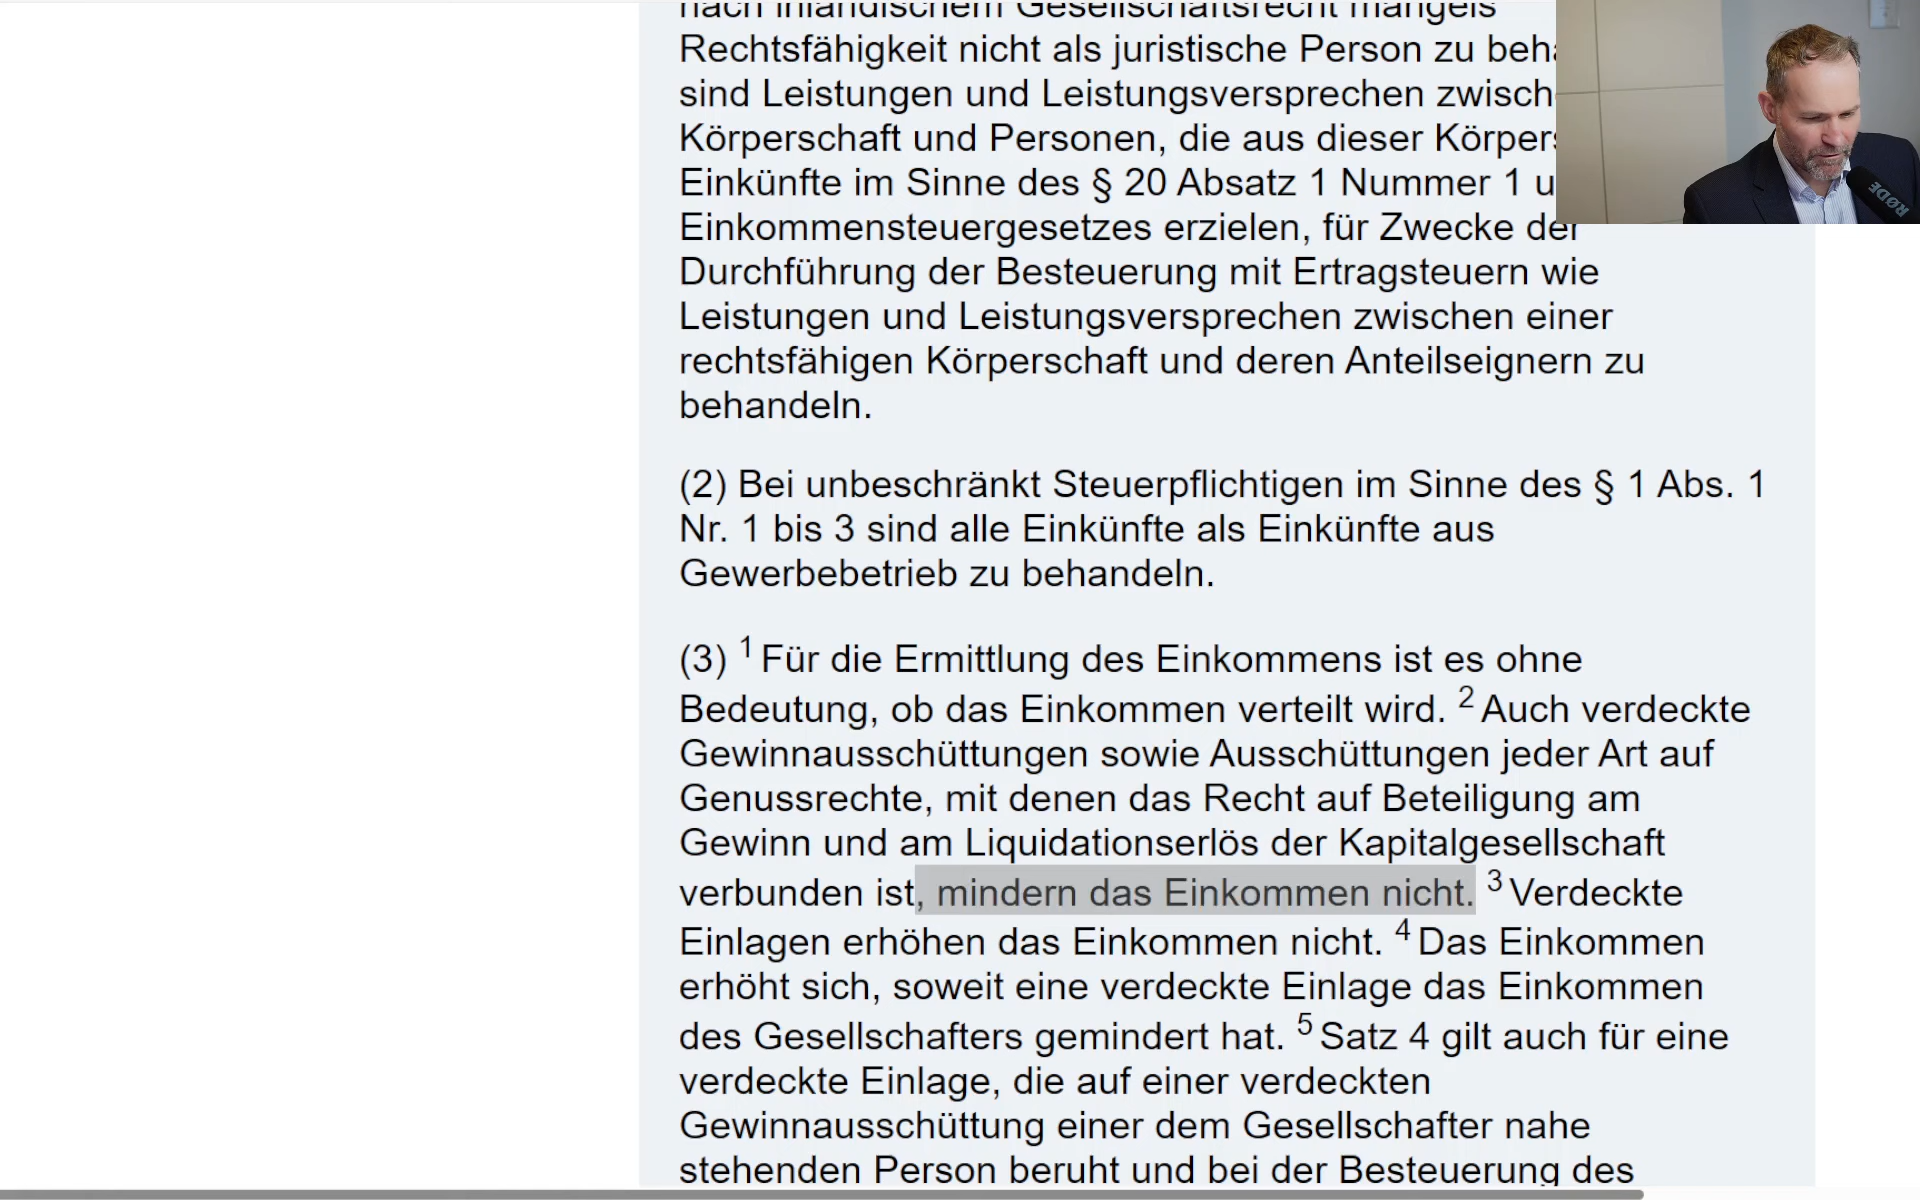 nach inländischem Gesellschaftsrecht mangels
Rechtsfähigkeit nicht als juristische Person zu beh
sind Leistungen und Leistungsversprechen zwisch
Körperschaft und Personen, die aus dieser Körpers
Einkünfte im Sinne des § 20 Absatz 1 Nummer 1 u
Einkommensteuergesetzes erzielen, für Zwecke der
Durchführung der Besteuerung mit Ertragsteuern wie
Leistungen und Leistungsversprechen zwischen einer
rechtsfähigen Körperschaft und deren Anteilseignern zu
behandeln.
(2) Bei unbeschränkt Steuerpflichtigen im Sinne des § 1 Abs. 1
Nr. 1 bis 3 sind alle Einkünfte als Einkünfte aus
Gewerbebetrieb zu behandeln.
(3) ¹ Für die Ermittlung des Einkommens ist es ohne
Bedeutung, ob das Einkommen verteilt wird. ² Auch verdeckte
Gewinnausschüttungen sowie Ausschüttungen jeder Art auf
Genussrechte, mit denen das Recht auf Beteiligung am
Gewinn und am Liquidationserlös der Kapitalgesellschaft
verbunden ist, mindern das Einkommen nicht. ³ Verdeckte
Einlagen erhöhen das Einkommen nicht. ⁴ Das Einkommen
erhöht sich, soweit eine verdeckte Einlage das Einkommen
des Gesellschafters gemindert hat. ⁵ Satz 4 gilt auch für eine
verdeckte Einlage, die auf einer verdeckten
Gewinnausschüttung einer dem Gesellschafter nahe
stehenden Person beruht und bei der Besteuerung des
RØDE